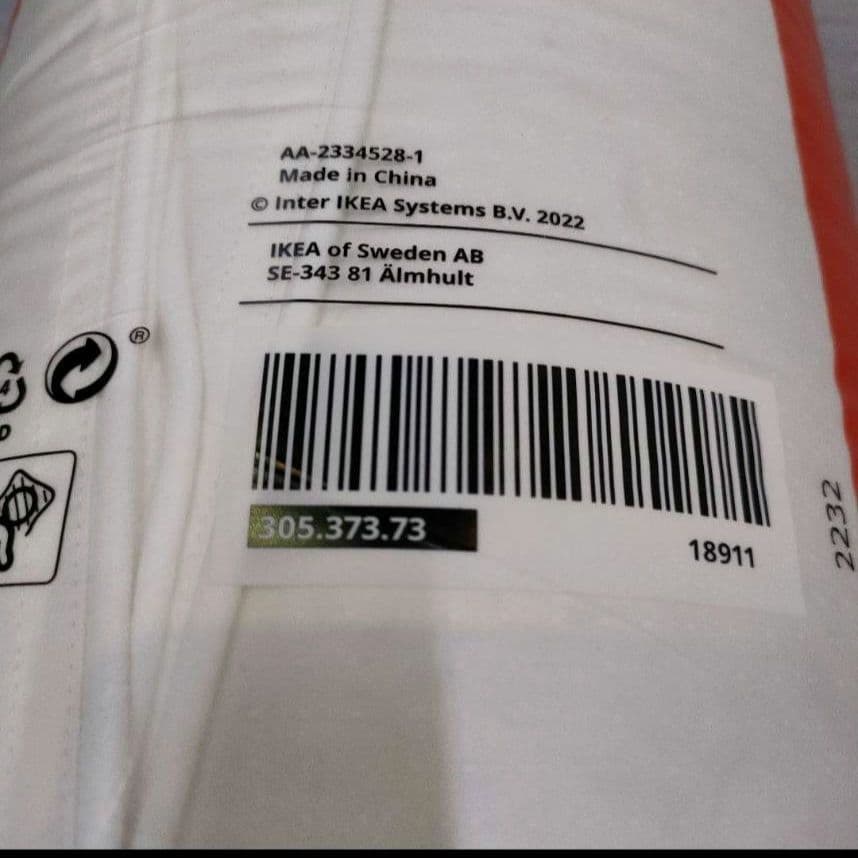 AA-2334528-1
Made in China
© Inter IKEA Systems B.V. 2022
IKEA of Sweden AB
SE-343 81 Älmhult
®
4
D
305.373.73
18911
2232